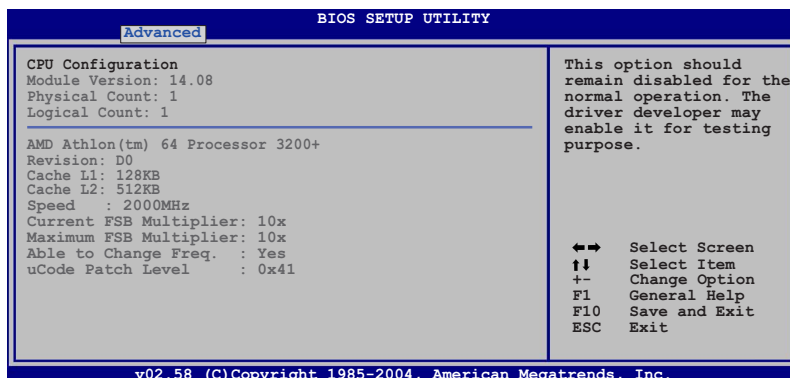 BIOS SETUP UTILITY
Advanced
CPU Configuration
Module Version: 14.08
Physical Count: 1
Logical Count: 1
AMD Athlon(tm) 64 Processor 3200+
Revision: D0
Cache L1: 128KB
Cache L2: 512KB
Speed : 2000MHz
Current FSB Multiplier: 10x
Maximum FSB Multiplier: 10x
Able to Change Freq. : Yes
uCode Patch Level : 0x41
This option should
remain disabled for the
normal operation. The
driver developer may
enable it for testing
purpose.
Select Screen
Select Item
+- Change Option
F1 General Help
F10 Save and Exit
ESC Exit
v02.58 (C)Copyright 1985-2004, American Megatrends, Inc.